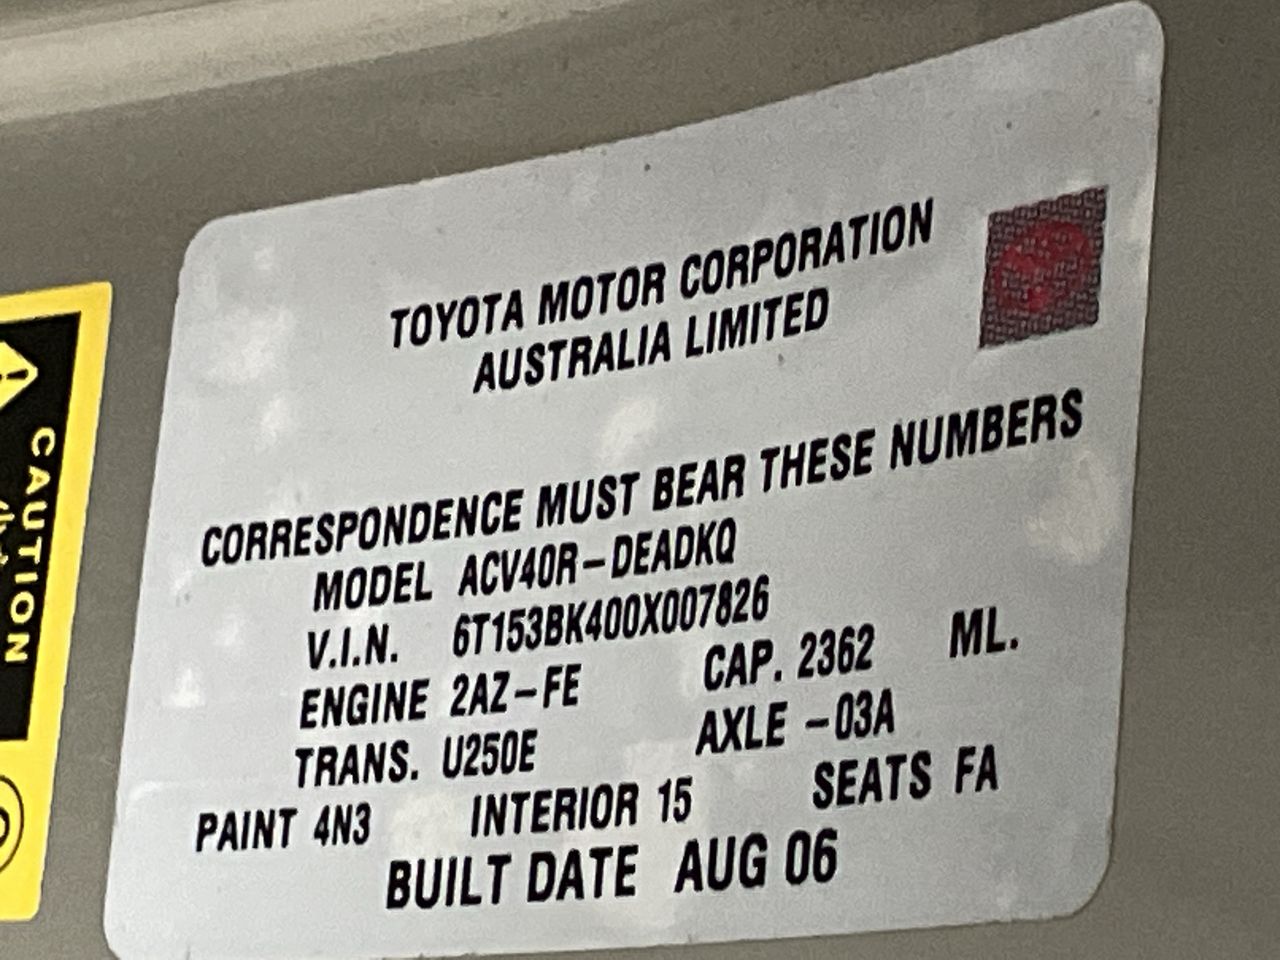 TOYOTA MOTOR CORPORATION
AUSTRALIA LIMITED
CORRESPONDENCE MUST BEAR THESE NUMBERS
MODEL ACV40R-DEADKQ
V.I.N. 6T153BK400X007826
ENGINE 2AZ-FE CAP. 2362 ML.
TRANS. U250E AXLE -03A
PAINT 4N3 INTERIOR 15 SEATS FA
BUILT DATE AUG 06
CAUTION